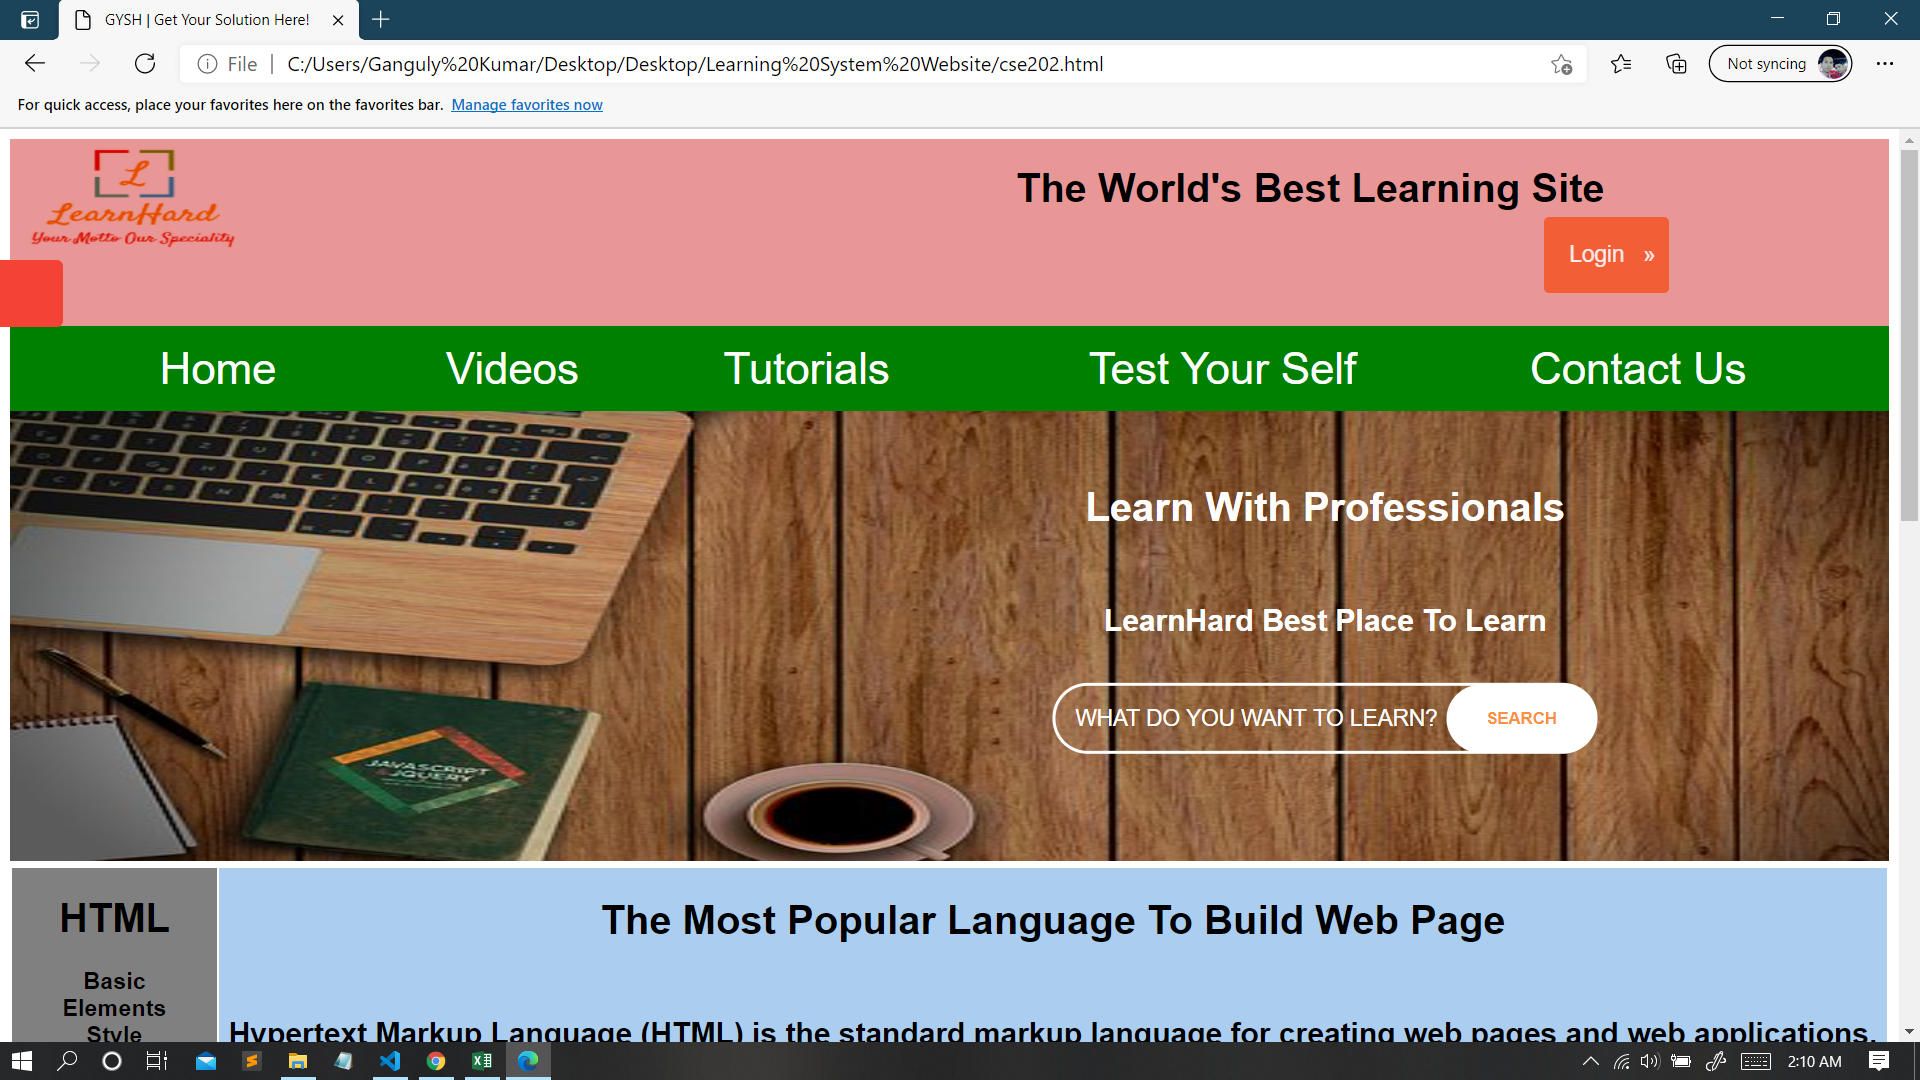 GYSH | Get Your Solution Here!
File | C:/Users/Ganguly%20Kumar/Desktop/Desktop/Learning%20System%20Website/cse202.html
Not syncing
For quick access, place your favorites here on the favorites bar. Manage favorites now
L
LearnHard
Your Motto Our Speciality
The World's Best Learning Site
Login »
Home Videos Tutorials Test Your Self Contact Us
Learn With Professionals
LearnHard Best Place To Learn
WHAT DO YOU WANT TO LEARN? SEARCH
JAVASCRIPT
& JQUERY
HTML
The Most Popular Language To Build Web Page
Basic
Elements
Style
Hypertext Markup Language (HTML) is the standard markup language for creating web pages and web applications.
2:10 AM